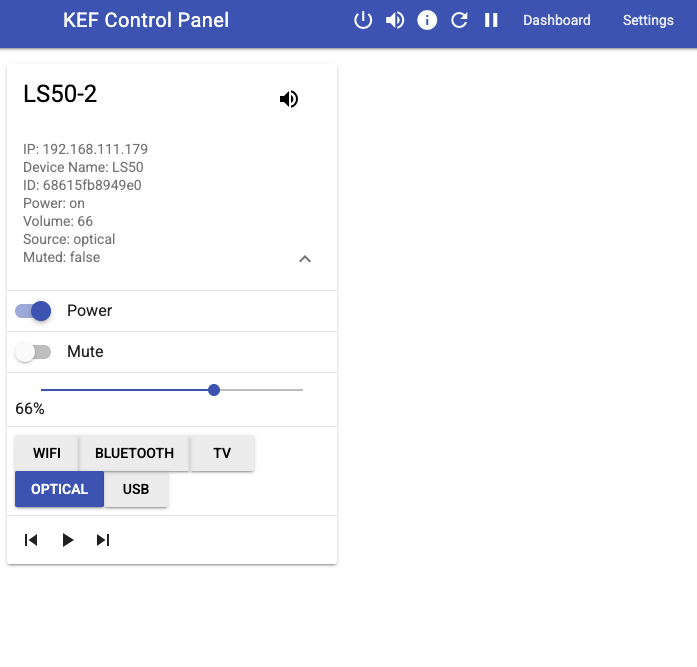 KEF Control Panel
Dashboard
Settings
LS50-2
IP: 192.168.111.179
Device Name: LS50
ID: 68615fb8949e0
Power: on
Volume: 66
Source: optical
Muted: false
Power
Mute
66%
WIFI BLUETOOTH TV
OPTICAL USB